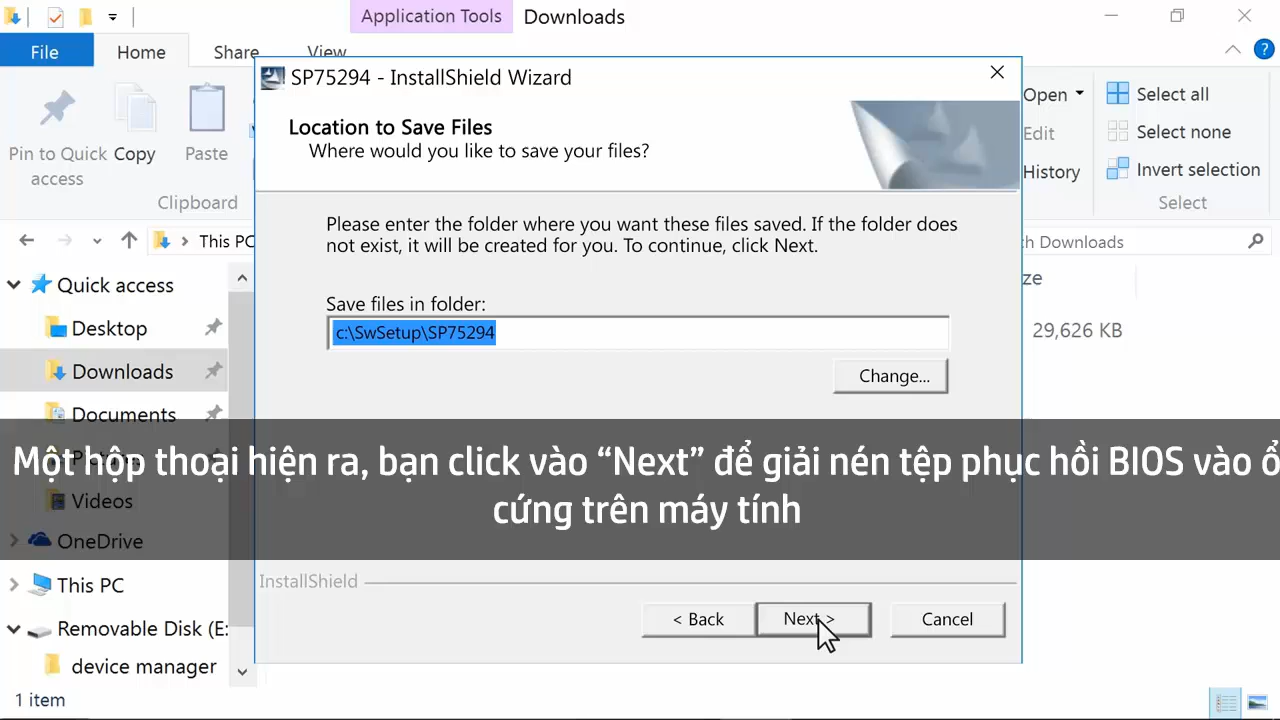 Application Tools
Downloads
File
Home
Share
View
Pin to Quick access
Copy
Paste
Clipboard
Open
Edit
History
Select all
Select none
Invert selection
Select
This PC
Downloads
Quick access
Desktop
Downloads
Documents
Videos
OneDrive
This PC
Removable Disk (E:
device manager
1 item
29,626 KB
SP75294 - InstallShield Wizard
Location to Save Files
Where would you like to save your files?
Please enter the folder where you want these files saved. If the folder does
not exist, it will be created for you. To continue, click Next.
Save files in folder:
c:\SwSetup\SP75294
Change...
Một hộp thoại hiện ra, bạn click vào “Next” để giải nén tệp phục hồi BIOS vào ổ
cứng trên máy tính
InstallShield
< Back
Next >
Cancel